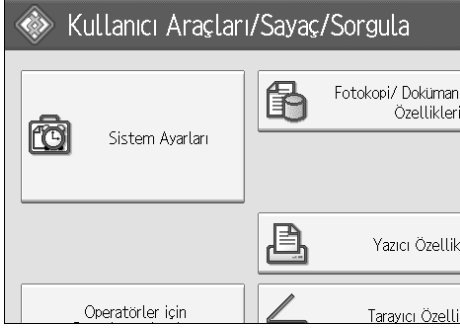 Kullanıcı Araçları/Sayaç/Sorgula
Sistem Ayarları
Fotokopi/ Doküman
Özellikleri
Yazıcı Özellik
Operatörler için
Tarayıcı Özelli